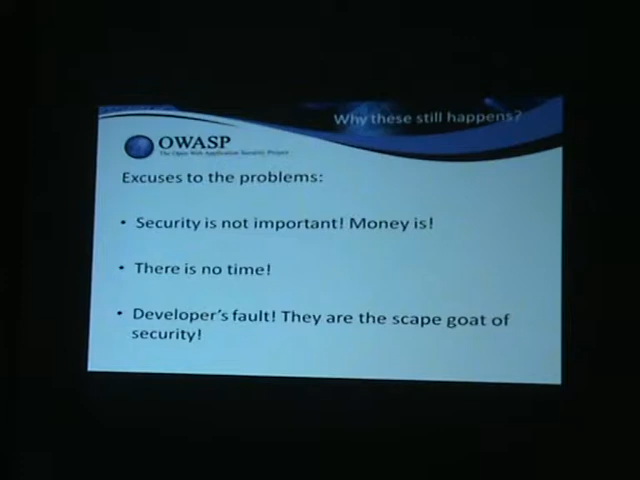 Why these still happens?
OWASP
The Open Web Application Security Project
Excuses to the problems:
• Security is not important! Money is!
• There is no time!
• Developer's fault! They are the scape goat of
security!